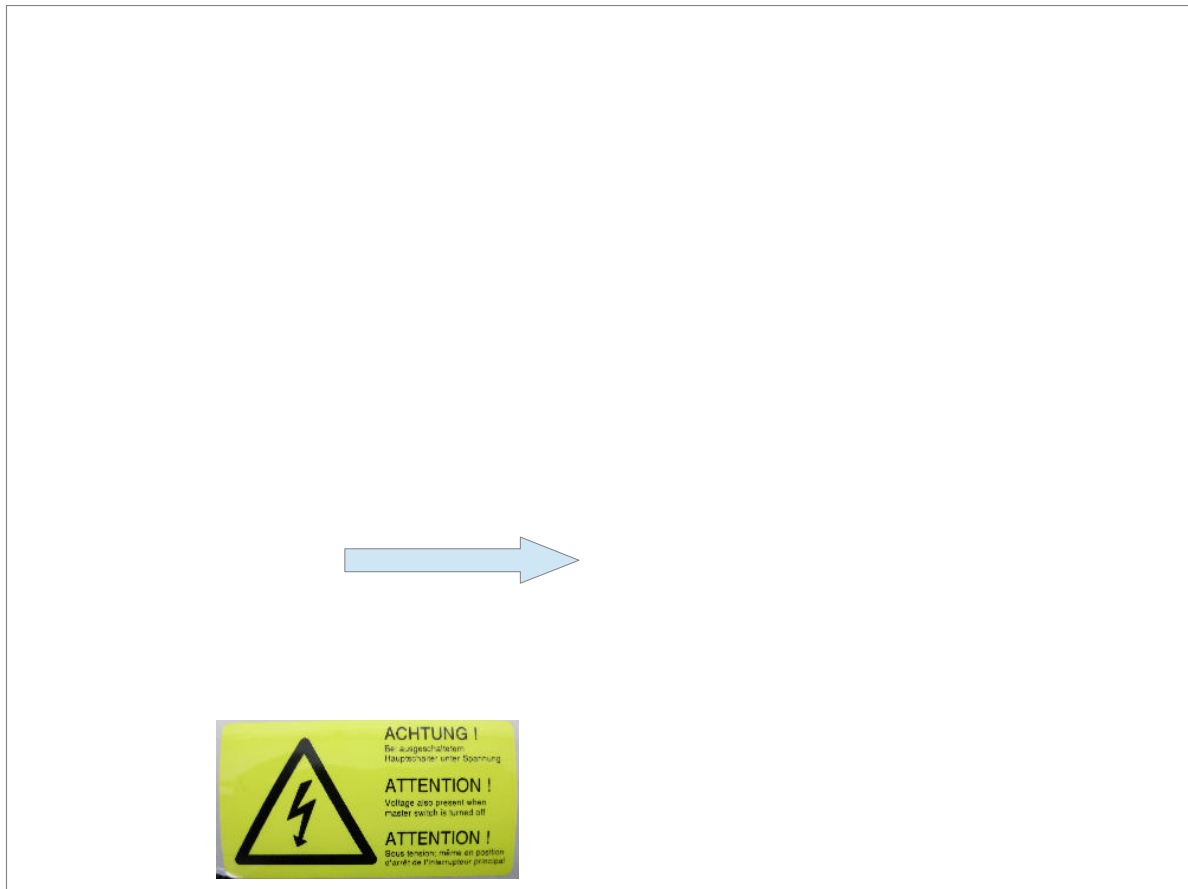 ACHTUNG !
Bei ausgeschaltetem
Hauptschalter unter Spannung
ATTENTION !
Voltage also present when
master switch is turned off
ATTENTION !
Sous tension; même en position
d'arrêt de l'interrupteur principal